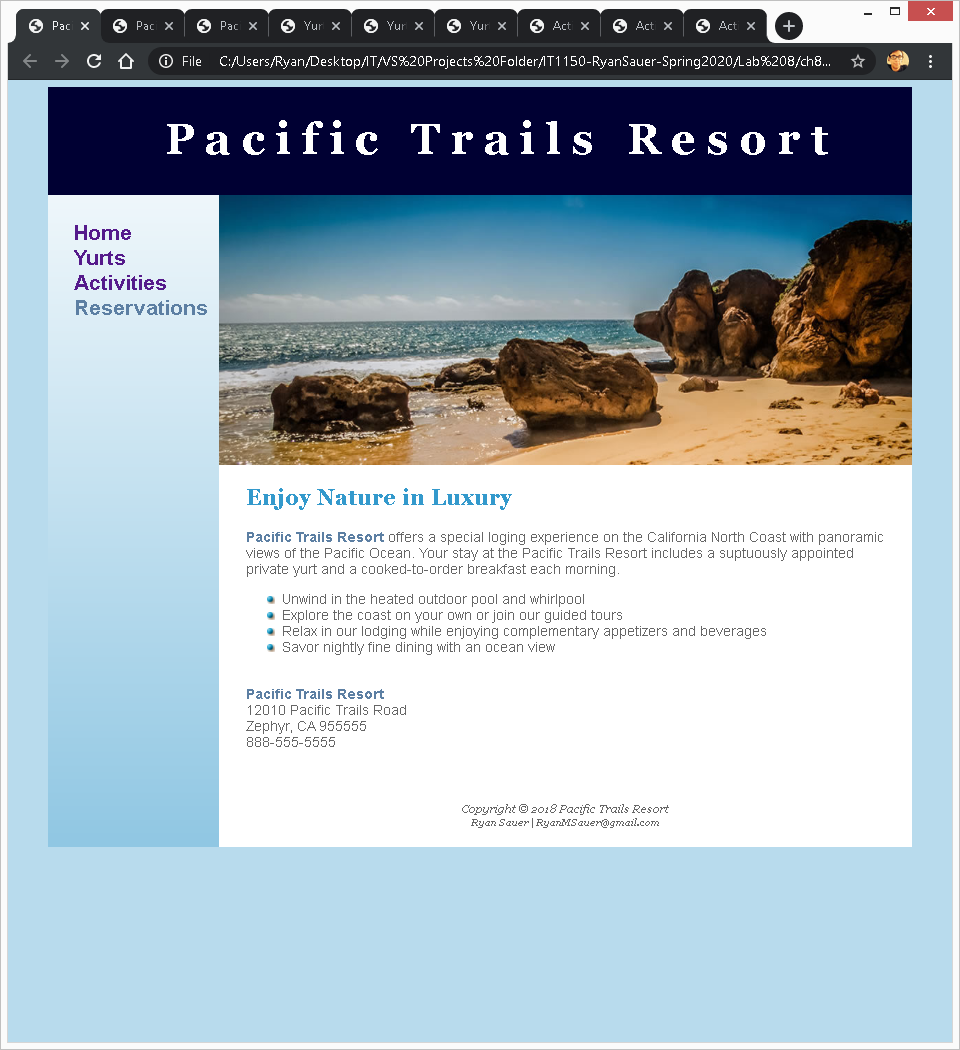 Pac Pac Pac Yur Yur Yur Act Act Act
File C:/Users/Ryan/Desktop/IT/VS%20Projects%20Folder/IT1150-RyanSauer-Spring2020/Lab%208/ch8...
Pacific Trails Resort
Home
Yurts
Activities
Reservations
Enjoy Nature in Luxury
Pacific Trails Resort offers a special loging experience on the California North Coast with panoramic
views of the Pacific Ocean. Your stay at the Pacific Trails Resort includes a suptuously appointed
private yurt and a cooked-to-order breakfast each morning.
Unwind in the heated outdoor pool and whirlpool
Explore the coast on your own or join our guided tours
Relax in our lodging while enjoying complementary appetizers and beverages
Savor nightly fine dining with an ocean view
Pacific Trails Resort
12010 Pacific Trails Road
Zephyr, CA 955555
888-555-5555
Copyright © 2018 Pacific Trails Resort
Ryan Sauer | RyanMSauer@gmail.com